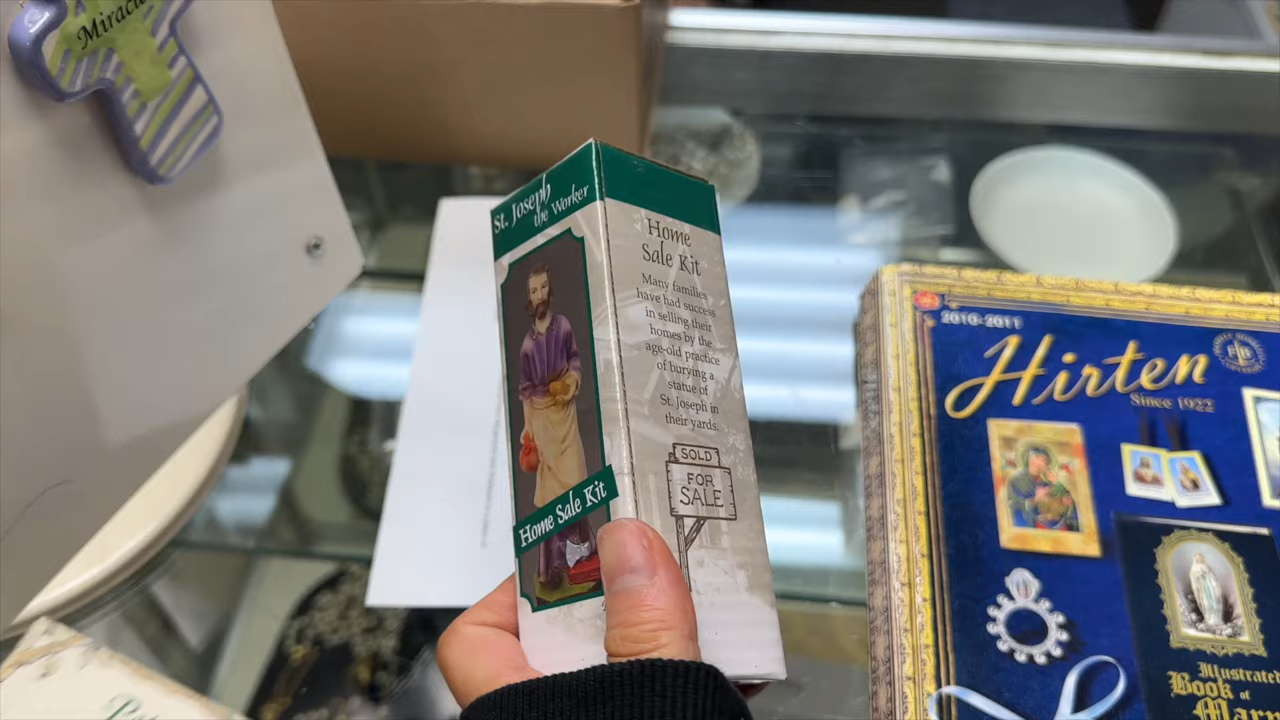 Miracle
St. Joseph
the Worker
Home Sale Kit
Home
Sale Kit
Many families
have had success
in selling their
homes by the
age-old practice
of burying a
statue of
St. Joseph in
their yards.
SOLD
FOR
SALE
2010-2011
Hirten
Since 1922
Illustrated
Book of
Mary